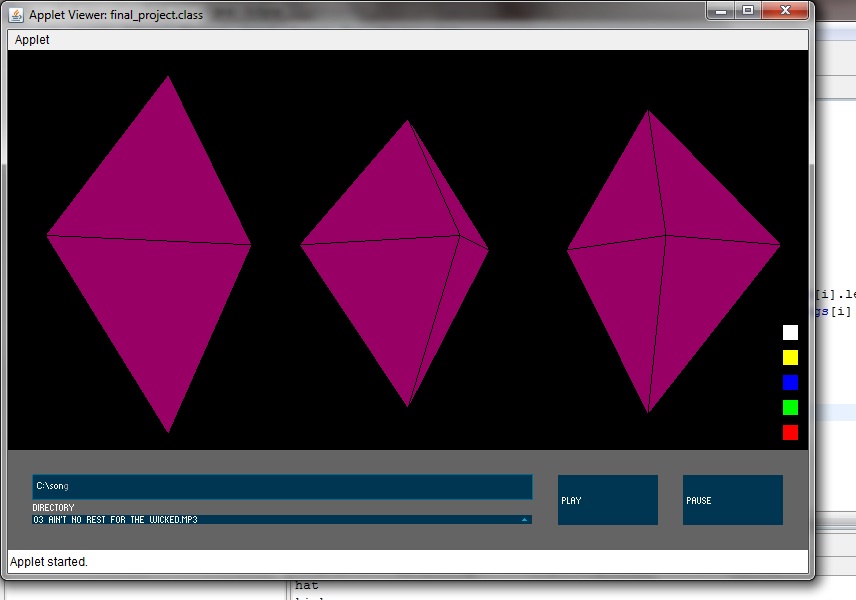 Applet Viewer: final_project.class
Applet
[i].le
gs[i]
C:\song
DIRECTORY
03 AIN'T NO REST FOR THE WICKED.MP3
PLAY
PAUSE
Applet started.
hat